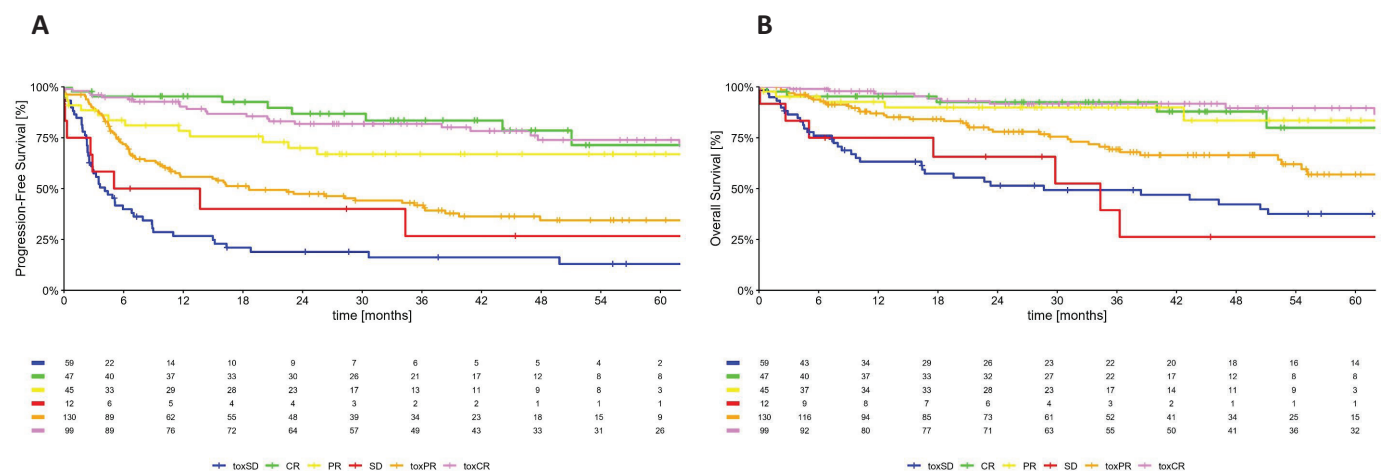 A
B
Progression-Free Survival [%]
100%
75%
50%
25%
0%
0 6 12 18 24 30 36 42 48 54 60
time [months]
Overall Survival [%]
100%
75%
50%
25%
0%
0 6 12 18 24 30 36 42 48 54 60
time [months]
59 22 14 10 9 7 6 5 5 4 2
47 40 37 33 30 26 21 17 12 8 8
45 33 29 28 23 17 13 11 9 8 3
12 6 5 4 4 3 2 2 1 1 1
130 89 62 55 48 39 34 23 18 15 9
99 89 76 72 64 57 49 43 33 31 26
toxSD CR PR SD toxPR toxCR
59 43 34 29 26 23 22 20 18 16 14
47 40 37 33 32 27 22 17 12 8 8
45 37 34 33 28 23 17 14 11 9 3
12 9 8 7 6 4 3 2 1 1 1
130 116 94 85 73 61 52 41 34 25 15
99 92 80 77 71 63 55 50 41 36 32
toxSD CR PR SD toxPR toxCR